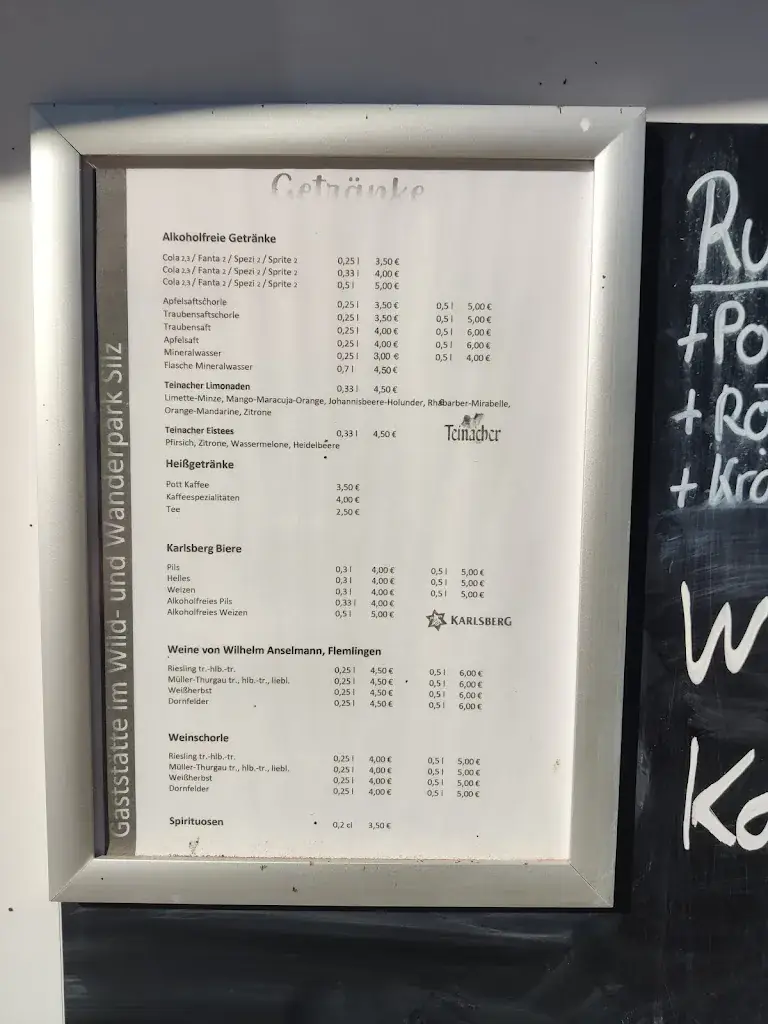 Getränke
Alkoholfreie Getränke
Cola 2,3 / Fanta 2 / Spezi 2 / Sprite 2 0,25 l 3,50 €
Cola 2,3 / Fanta 2 / Spezi 2 / Sprite 2 0,33 l 4,00 €
Cola 2,3 / Fanta 2 / Spezi 2 / Sprite 2 0,5 l 5,00 €
Apfelsaftschorle 0,25 l 3,50 € 0,5 l 5,00 €
Traubensaftschorle 0,25 l 3,50 € 0,5 l 5,00 €
Traubensaft 0,25 l 4,00 € 0,5 l 6,00 €
Apfelsaft 0,25 l 4,00 € 0,5 l 6,00 €
Mineralwasser 0,25 l 3,00 € 0,5 l 4,00 €
Flasche Mineralwasser 0,7 l 4,50 €
Teinacher Limonaden 0,33 l 4,50 €
Limette-Minze, Mango-Maracuja-Orange, Johannisbeere-Holunder, Rhabarber-Mirabelle,
Orange-Mandarine, Zitrone
Teinacher Eistees 0,33 l 4,50 €
Pfirsich, Zitrone, Wassermelone, Heidelbeere
Teinacher
Heißgetränke
Pott Kaffee 3,50 €
Kaffeespezialitäten 4,00 €
Tee 2,50 €
Karlsberg Biere
Pils 0,3 l 4,00 € 0,5 l 5,00 €
Helles 0,3 l 4,00 € 0,5 l 5,00 €
Weizen 0,3 l 4,00 € 0,5 l 5,00 €
Alkoholfreies Pils 0,33 l 4,00 €
Alkoholfreies Weizen 0,5 l 5,00 €
KARLSBERG
Weine von Wilhelm Anselmann, Flemlingen
Riesling tr.-hlb.-tr. 0,25 l 4,50 € 0,5 l 6,00 €
Müller-Thurgau tr., hlb.-tr., liebl. 0,25 l 4,50 € 0,5 l 6,00 €
Weißherbst 0,25 l 4,50 € 0,5 l 6,00 €
Dornfelder 0,25 l 4,50 € 0,5 l 6,00 €
Weinschorle
Riesling tr.-hlb.-tr. 0,25 l 4,00 € 0,5 l 5,00 €
Müller-Thurgau tr., hlb.-tr., liebl. 0,25 l 4,00 € 0,5 l 5,00 €
Weißherbst 0,25 l 4,00 € 0,5 l 5,00 €
Dornfelder 0,25 l 4,00 € 0,5 l 5,00 €
Spirituosen 0,2 cl 3,50 €
Gaststätte im Wild- und Wanderpark Silz
Ru
+ Po
+ Rö
+ Krä
W
Ka